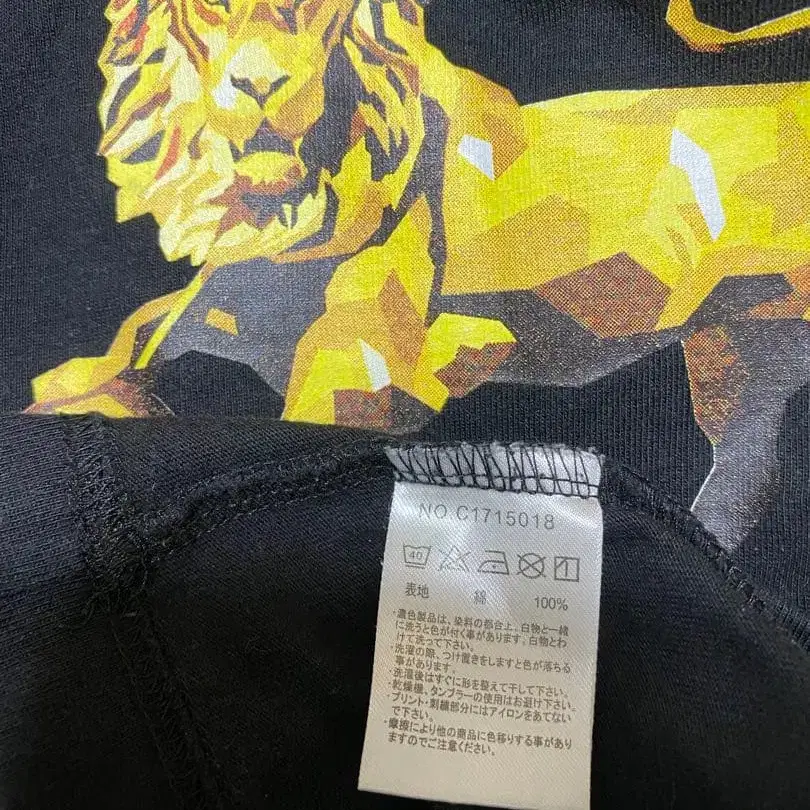 NO C1715018
40
表地 綿 100%
・濃色製品は、染料の都合上、白物と一緒
に洗うと色が付く事があります、白物とわ
けて洗って下さい。
・洗濯の際、つけ置きをしますと色が落ちる
事があります。
・洗濯後はすぐに形を整えて干して下さい。
・乾燥機、タンブラーの使用はお避け下さい。
・プリント・刺繍部分にはアイロンをあてない
で下さい。
・摩擦により他の商品に色移りする事があり
ますのでご注意ください。